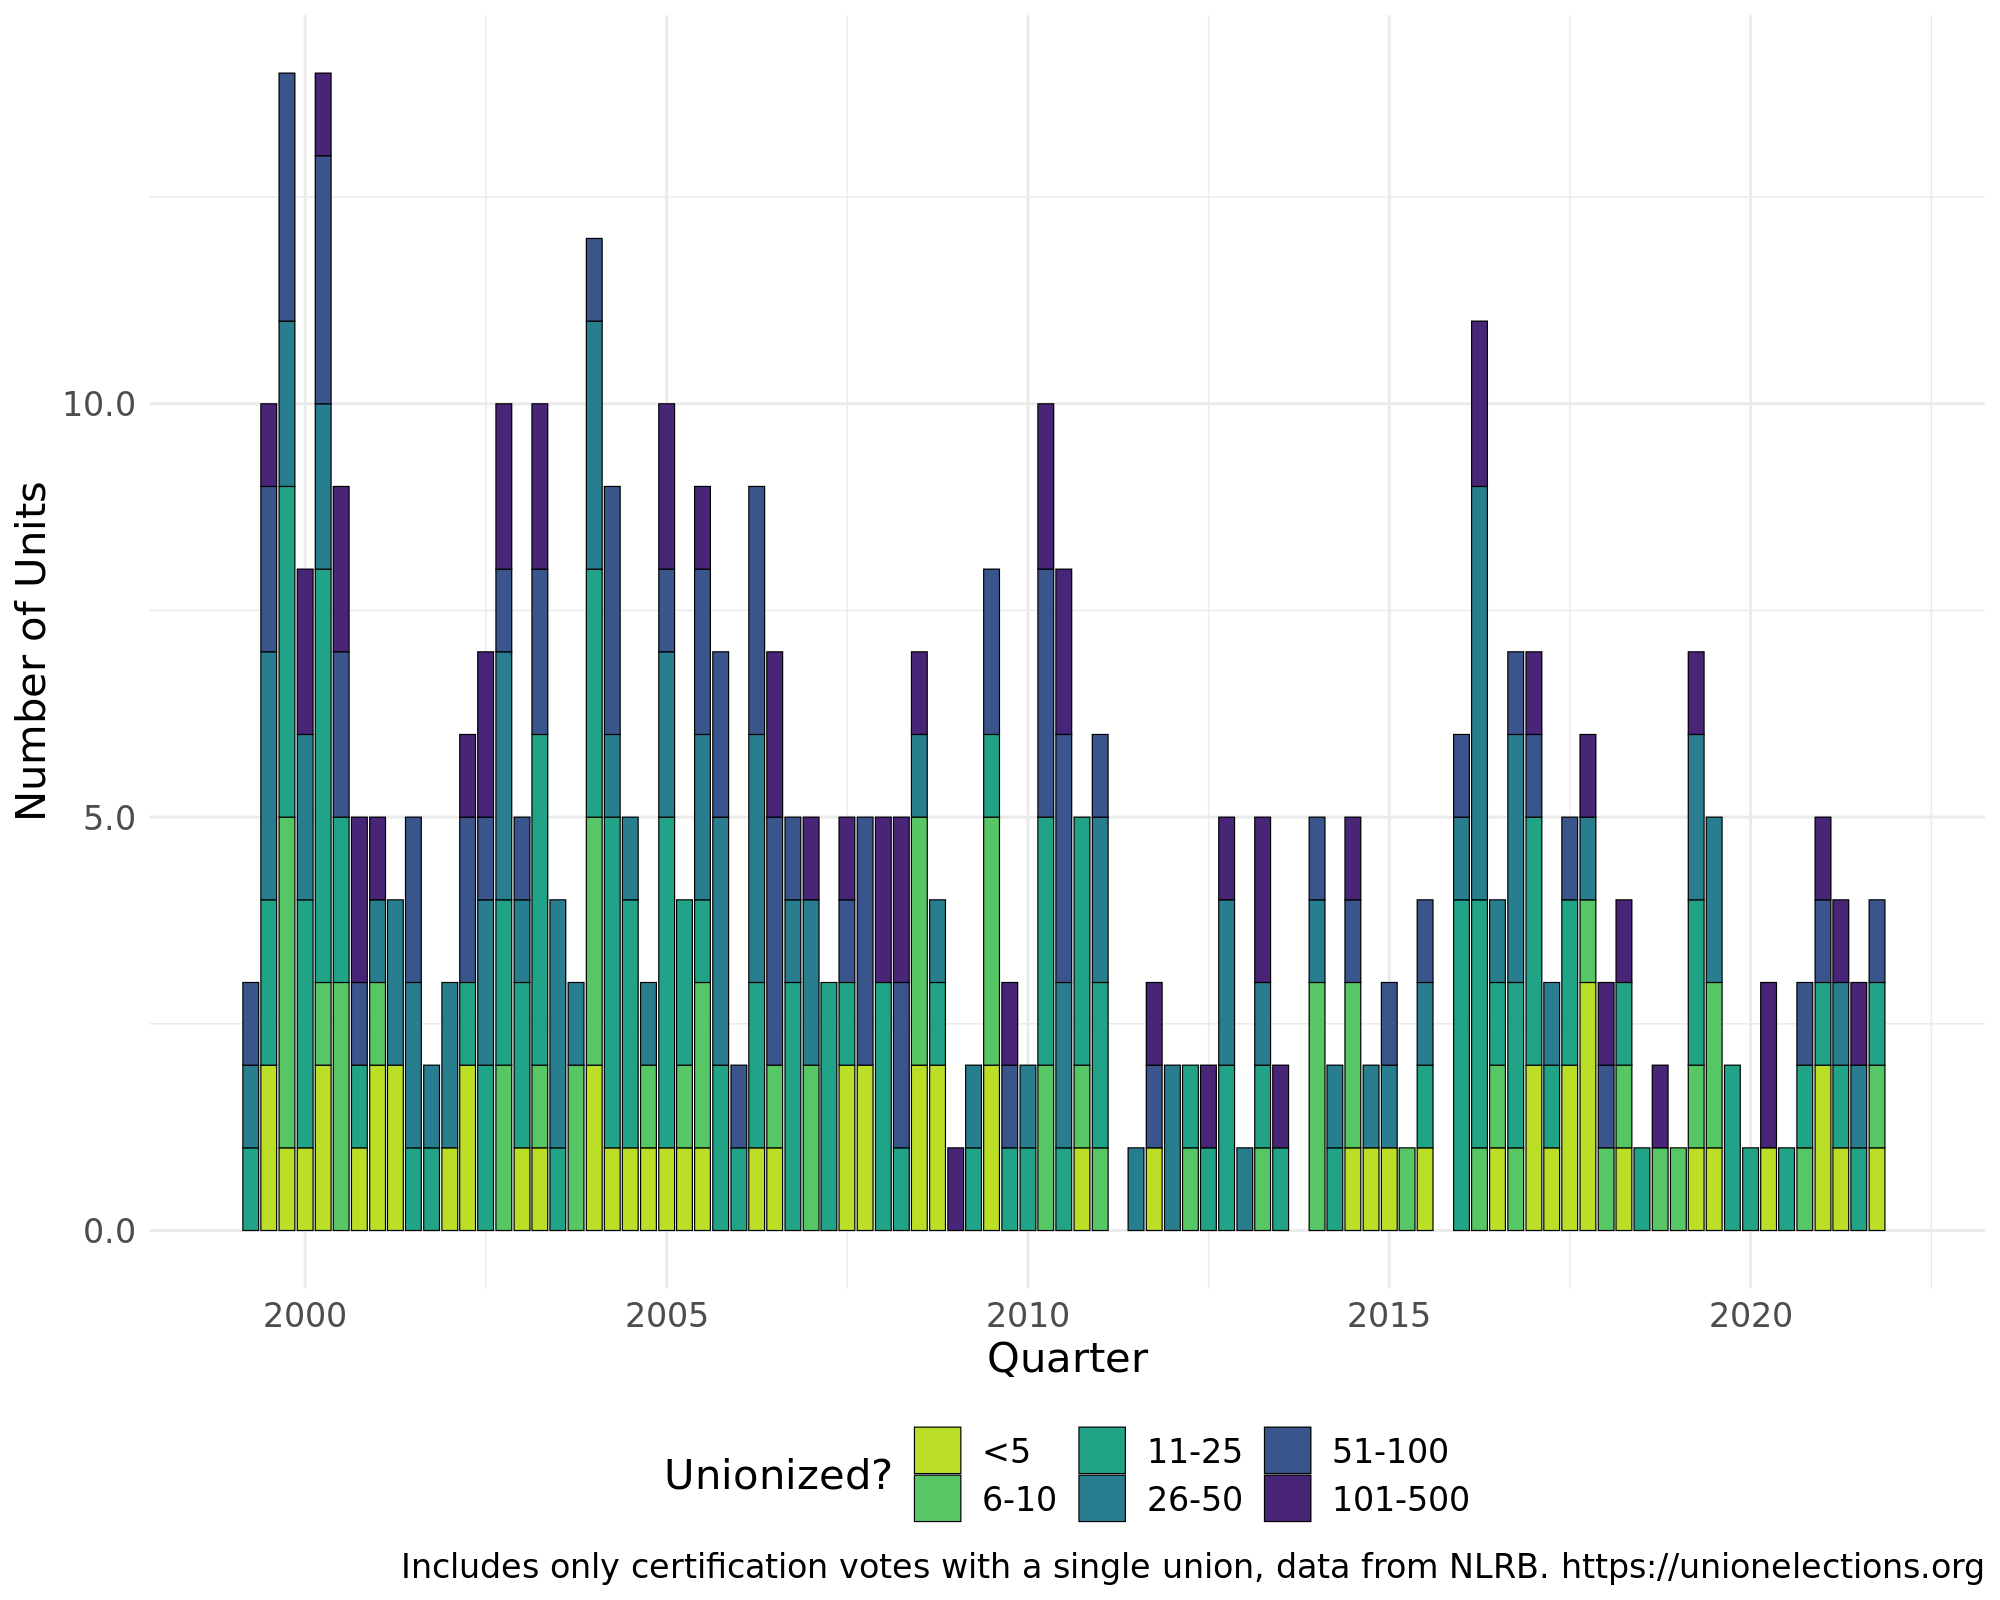 10.0
5.0
0.0
Number of Units
2000 2005 2010 2015 2020
Quarter
Unionized?
<5 11-25 51-100
6-10 26-50 101-500
Includes only certification votes with a single union, data from NLRB. https://unionelections.org